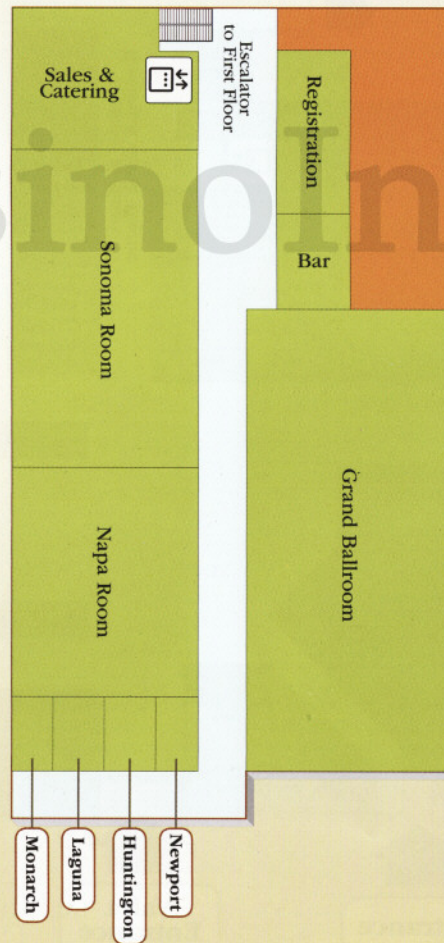 Sales &
Catering
Escalator
to First Floor
Registration
Bar
Sonoma Room
Grand Ballroom
Napa Room
Newport
Huntington
Laguna
Monarch